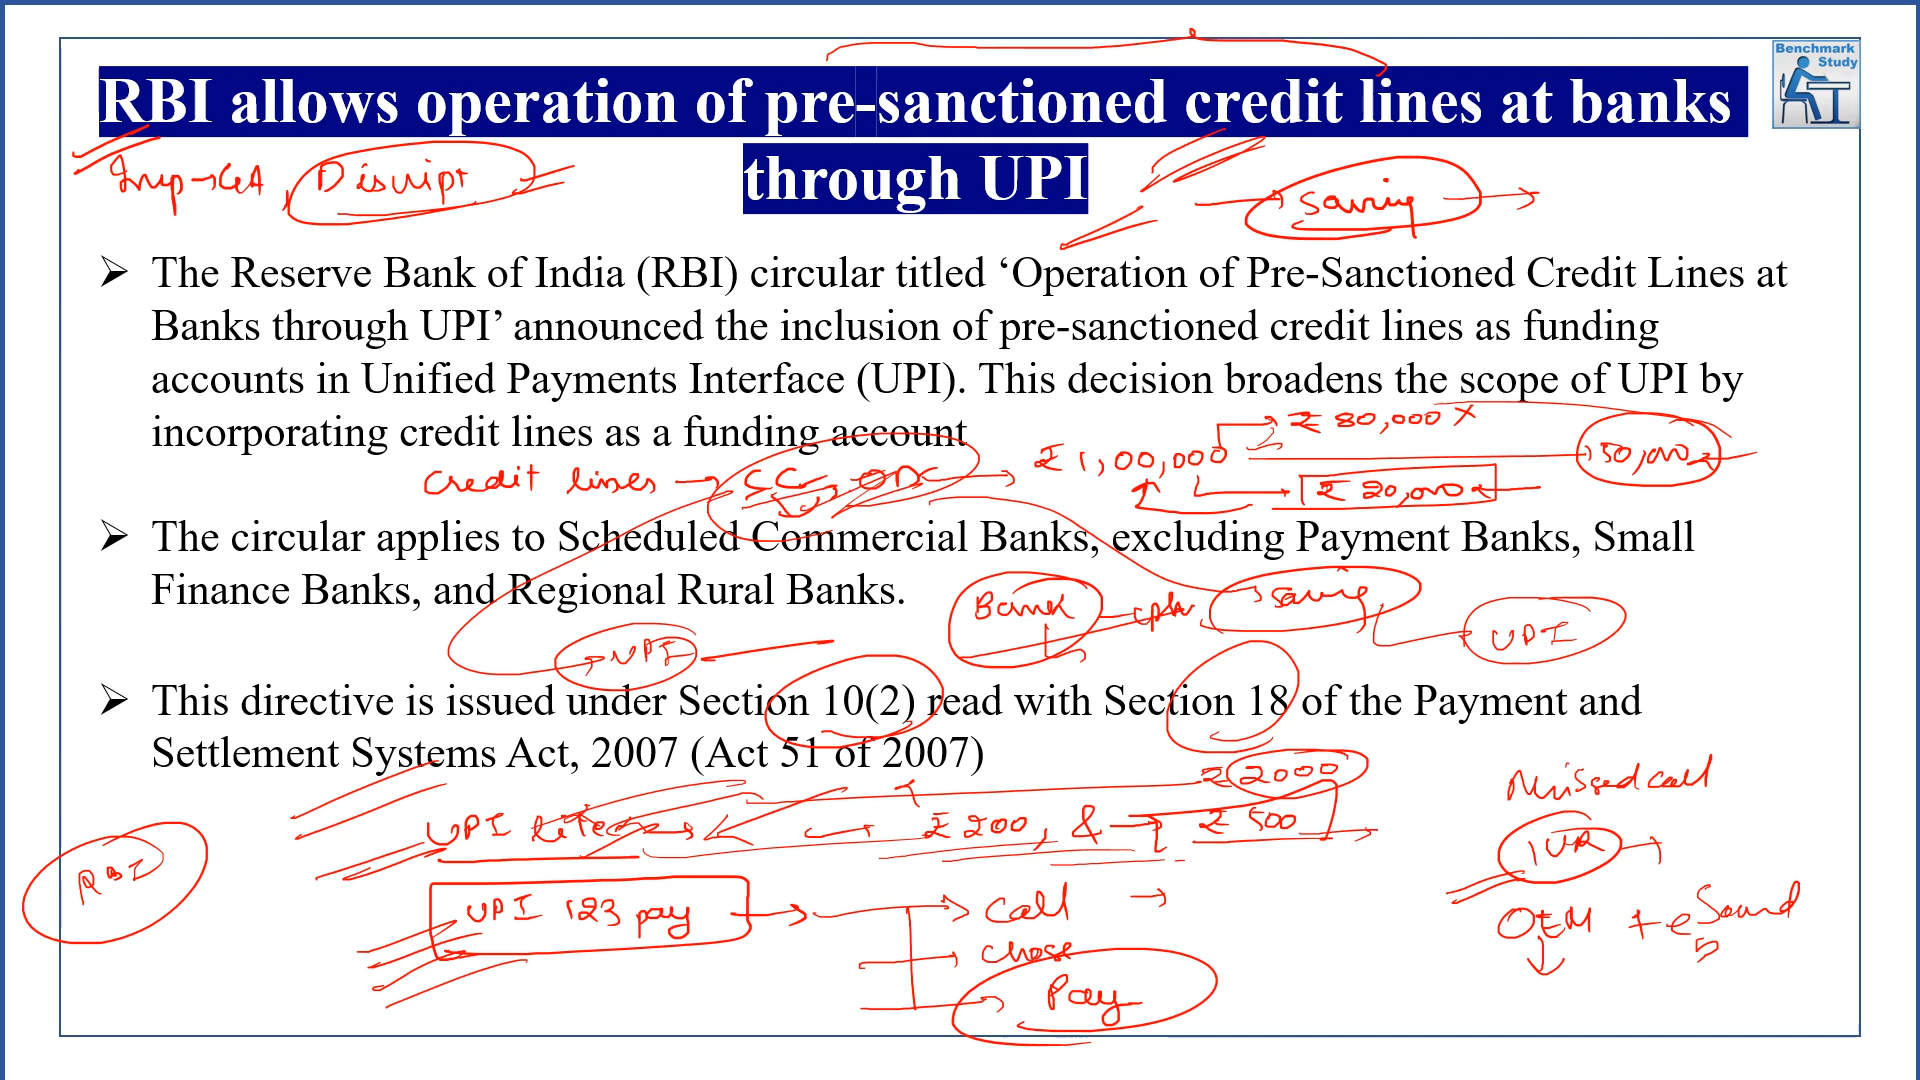 Benchmark
Study
RBI allows operation of pre-sanctioned credit lines at banks
through UPI
Imp → GA, Discript
Saving
➢ The Reserve Bank of India (RBI) circular titled ‘Operation of Pre-Sanctioned Credit Lines at
Banks through UPI’ announced the inclusion of pre-sanctioned credit lines as funding
accounts in Unified Payments Interface (UPI). This decision broadens the scope of UPI by
incorporating credit lines as a funding account
₹ 80,000 X
Credit lines → CC, OD → ₹ 1,00,000 → 50,000
₹ 20,000
➢ The circular applies to Scheduled Commercial Banks, excluding Payment Banks, Small
Finance Banks, and Regional Rural Banks.
Bank
Saving
UPI
UPI
➢ This directive is issued under Section 10(2) read with Section 18 of the Payment and
Settlement Systems Act, 2007 (Act 51 of 2007)
₹ 2000
Missed call
UPI ₹ 200, & → ₹ 500
IVR
RBI
UPI 123 pay → call
OEM + Sound
chose
Pay